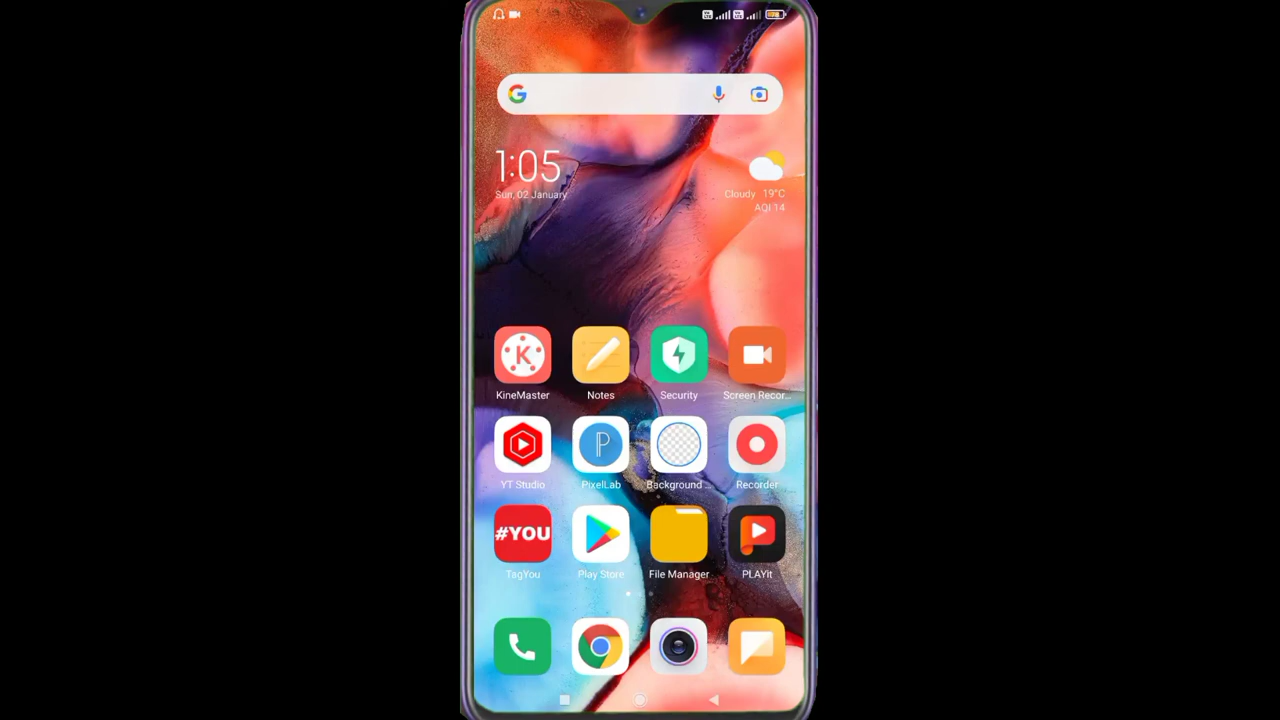 1:05
Sun, 02 January
Cloudy 19°C
AQI 14
KineMaster
Notes
Security
Screen Recor...
YT Studio
PixelLab
Background ...
Recorder
#YOU
TagYou
Play Store
File Manager
PLAYit